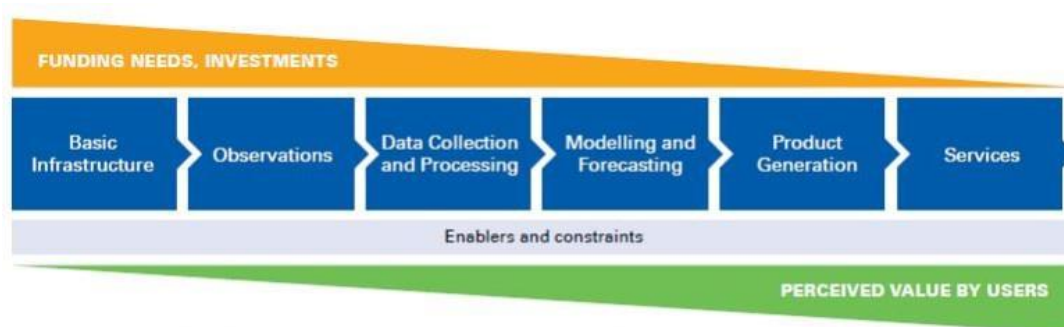 FUNDING NEEDS, INVESTMENTS
Basic
Infrastructure
Observations
Data Collection
and Processing
Modelling and
Forecasting
Product
Generation
Services
Enablers and constraints
PERCEIVED VALUE BY USERS